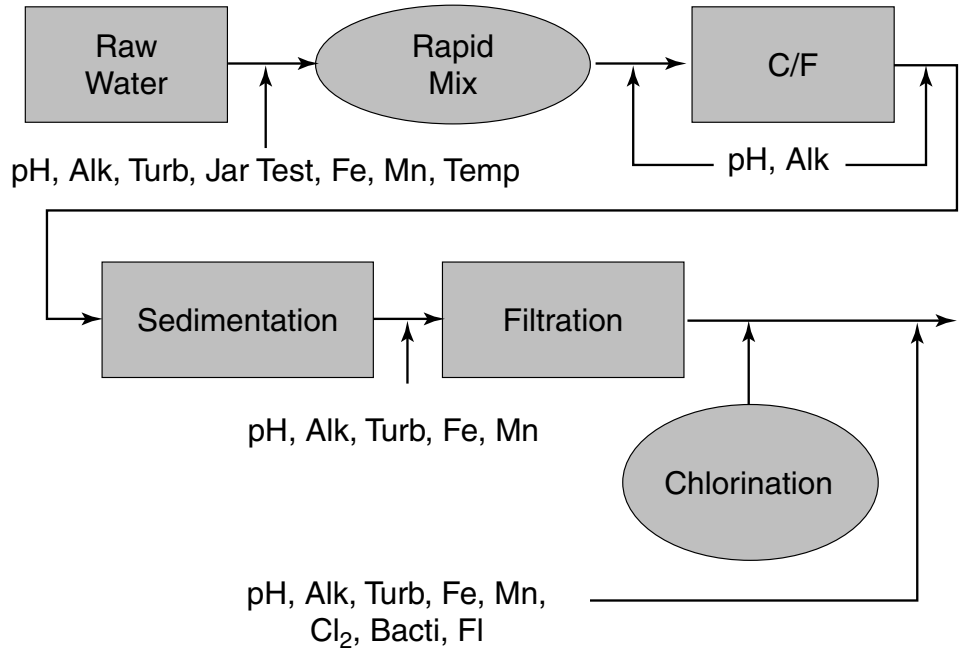 Raw
Water
Rapid
Mix
C/F
pH, Alk, Turb, Jar Test, Fe, Mn, Temp
pH, Alk
Sedimentation
Filtration
pH, Alk, Turb, Fe, Mn
Chlorination
pH, Alk, Turb, Fe, Mn,
Cl₂, Bacti, Fl